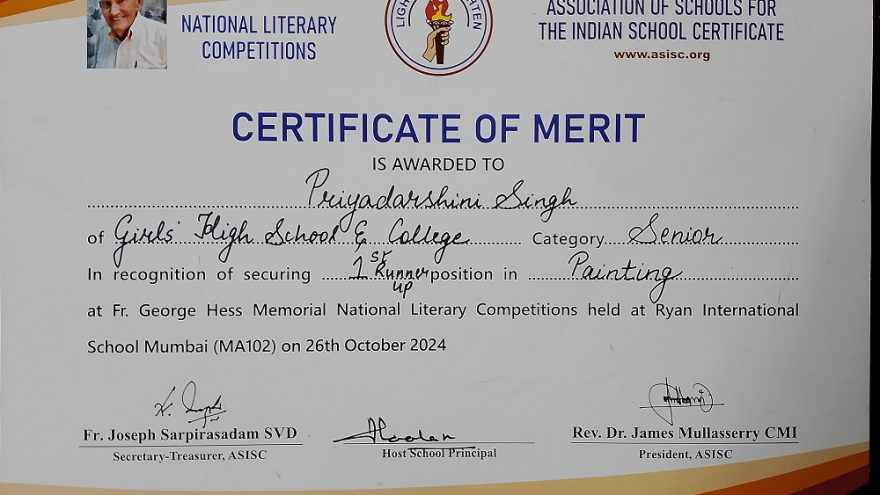 NATIONAL LITERARY
COMPETITIONS
LIGH
TEN
ASSOCIATION OF SCHOOLS FOR
THE INDIAN SCHOOL CERTIFICATE
www.asisc.org
CERTIFICATE OF MERIT
IS AWARDED TO
Priyadarshini Singh
of Girls' High School & College Category Senior
In recognition of securing 1st Runner up position in Painting
at Fr. George Hess Memorial National Literary Competitions held at Ryan International
School Mumbai (MA102) on 26th October 2024
Fr. Joseph Sarpirasadam SVD
Secretary-Treasurer, ASISC
Host School Principal
Rev. Dr. James Mullasserry CMI
President, ASISC